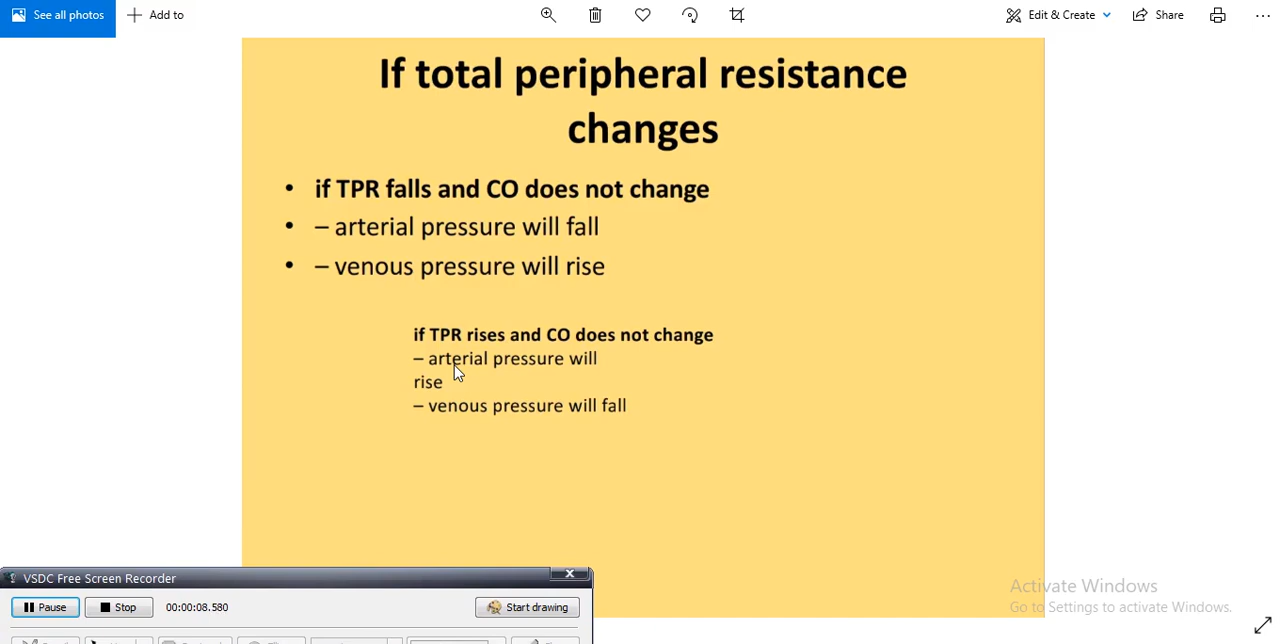 See all photos
Add to
Edit & Create
Share
If total peripheral resistance
changes
• if TPR falls and CO does not change
• – arterial pressure will fall
• – venous pressure will rise
if TPR rises and CO does not change
– arterial pressure will
rise
– venous pressure will fall
VSDC Free Screen Recorder
X
Pause
Stop
00:00:08.580
Start drawing
Activate Windows
Go to Settings to activate Windows.